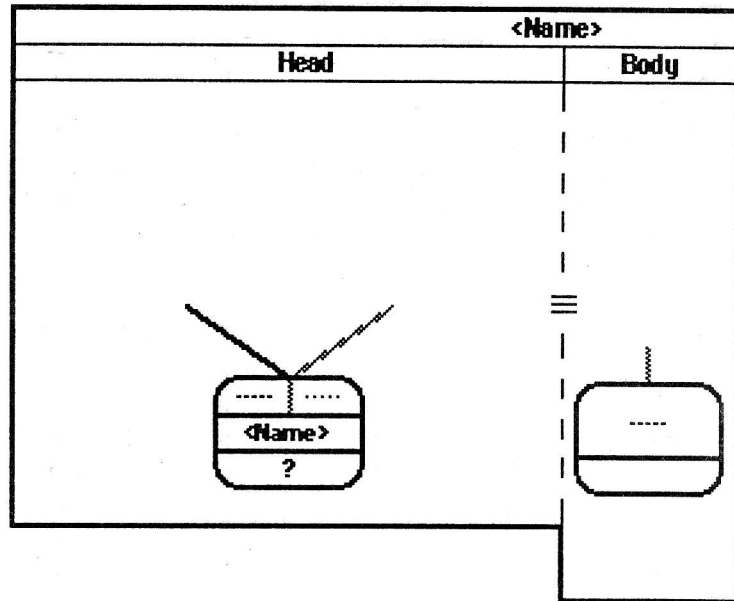 <Name>
Head Body
----- .....
<Name>
?
-----